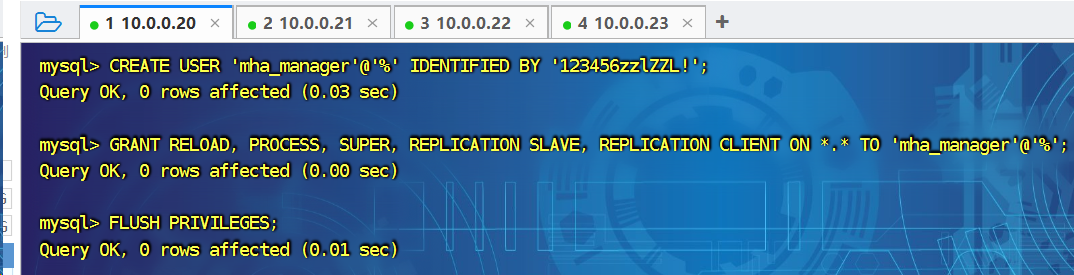 1 10.0.0.20 × 2 10.0.0.21 × 3 10.0.0.22 × 4 10.0.0.23 × +
mysql> CREATE USER 'mha_manager'@'%' IDENTIFIED BY '123456zzlZZL!';
Query OK, 0 rows affected (0.03 sec)
mysql> GRANT RELOAD, PROCESS, SUPER, REPLICATION SLAVE, REPLICATION CLIENT ON *.* TO 'mha_manager'@'%';
Query OK, 0 rows affected (0.00 sec)
mysql> FLUSH PRIVILEGES;
Query OK, 0 rows affected (0.01 sec)